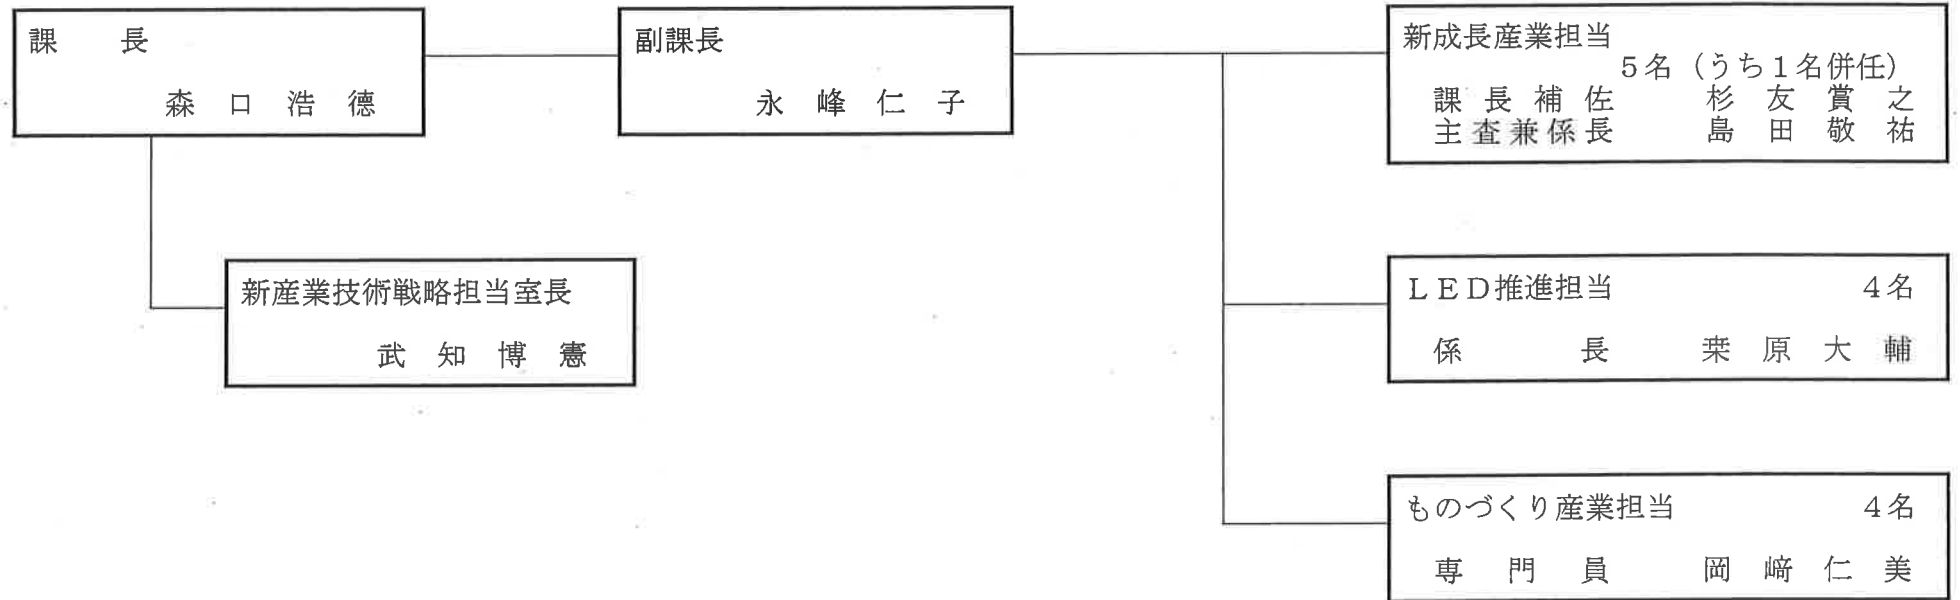 課　　長
森　口　浩　德
副課長
永　峰　仁　子
新成長産業担当
５名（うち１名併任）
課長補佐　　　杉　友　賞　之
主査兼係長　　　島　田　敬　祐
新産業技術戦略担当室長
武　知　博　憲
ＬＥＤ推進担当　　　　　　　　４名
係　　　　長　　　栞　原　大　輔
ものづくり産業担当　　　　　　４名
専　門　員　　　岡　﨑　仁　美